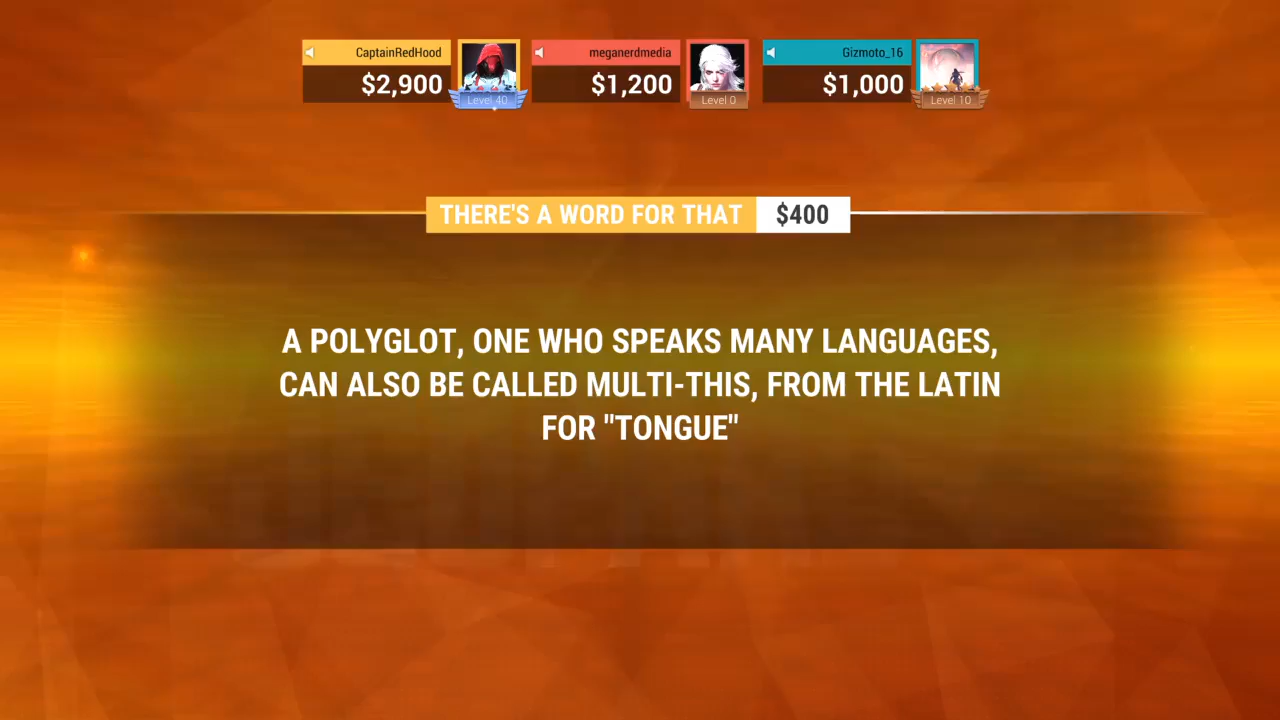 CaptainRedHood
$2,900
Level 40
meganerdmedia
$1,200
Level 0
Gizmoto_16
$1,000
Level 10
THERE'S A WORD FOR THAT $400
A POLYGLOT, ONE WHO SPEAKS MANY LANGUAGES,
CAN ALSO BE CALLED MULTI-THIS, FROM THE LATIN
FOR "TONGUE"